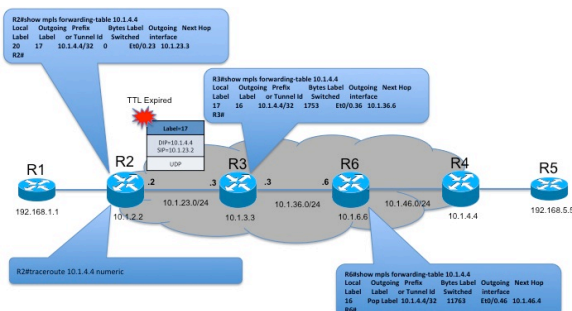 R2#show mpls forwarding-table 10.1.4.4
Local Outgoing Prefix Bytes Label Outgoing Next Hop
Label Label or Tunnel Id Switched interface
20 17 10.1.4.4/32 0 Et0/0.23 10.1.23.3
R2#
R3#show mpls forwarding-table 10.1.4.4
Local Outgoing Prefix Bytes Label Outgoing Next Hop
Label Label or Tunnel Id Switched interface
17 16 10.1.4.4/32 1753 Et0/0.36 10.1.36.6
R3#
TTL Expired
Label=17
DIP=10.1.4.4
SIP=10.1.23.2
UDP
R1
R2
R3
R6
R4
R5
.2
.3
.3
.6
192.168.1.1
10.1.2.2
10.1.23.0/24
10.1.3.3
10.1.36.0/24
10.1.6.6
10.1.46.0/24
10.1.4.4
192.168.5.5
R2#traceroute 10.1.4.4 numeric
R6#show mpls forwarding-table 10.1.4.4
Local Outgoing Prefix Bytes Label Outgoing Next Hop
Label Label or Tunnel Id Switched interface
16 Pop Label 10.1.4.4/32 11763 Et0/0.46 10.1.46.4
R6#